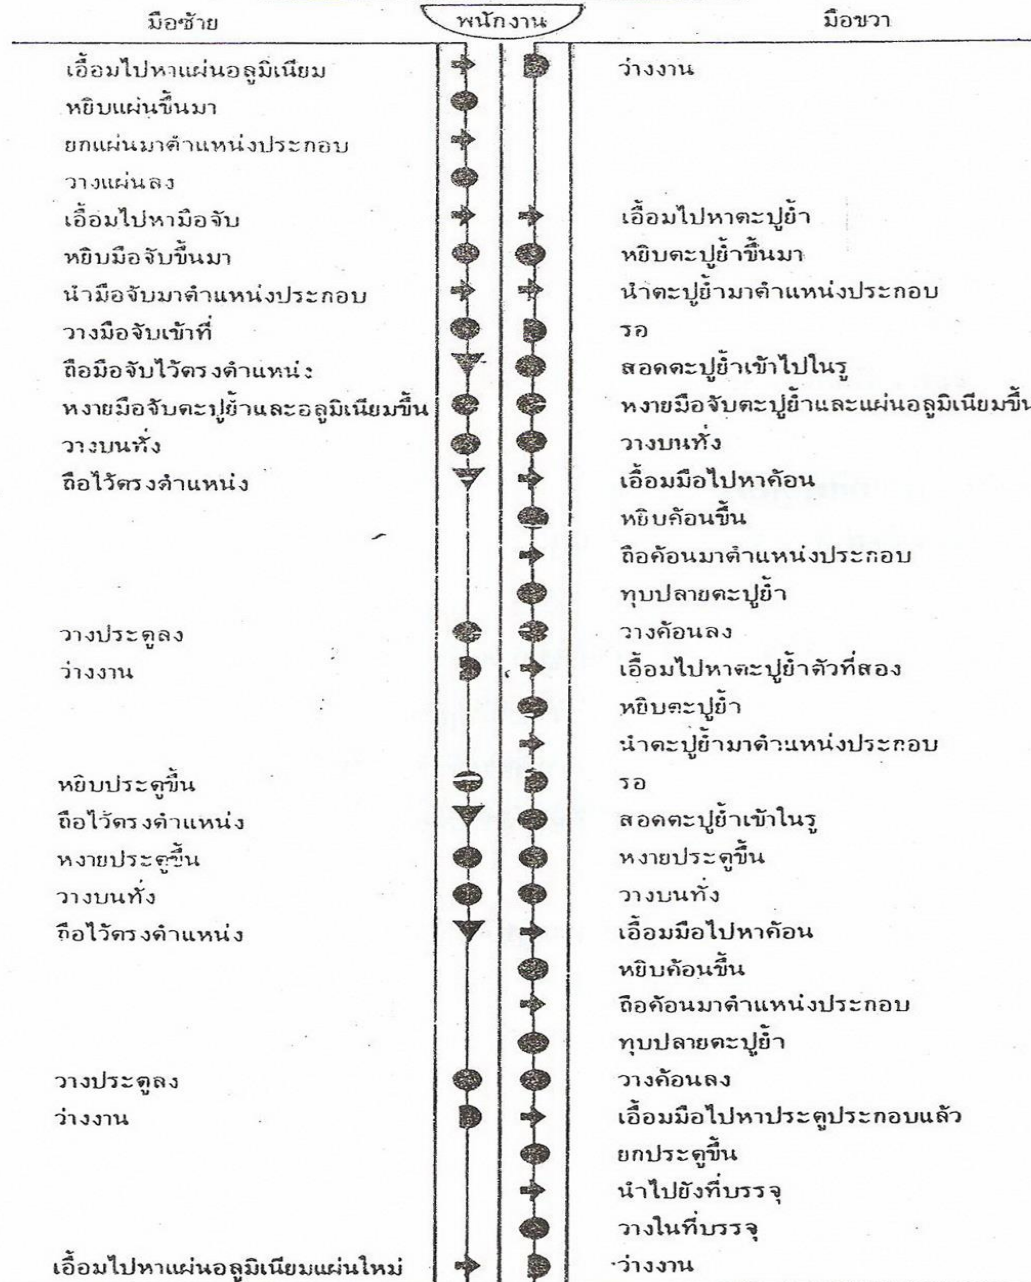 มือซ้าย พนักงาน มือขวา
เอื้อมไปหาแผ่นอลูมิเนียม ว่างงาน
หยิบแผ่นขึ้นมา
ยกแผ่นมาตำแหน่งประกอบ
วางแผ่นลง
เอื้อมไปหามือจับ เอื้อมไปหาตะปูย้ำ
หยิบมือจับขึ้นมา หยิบตะปูย้ำขึ้นมา
นำมือจับมาตำแหน่งประกอบ นำตะปูย้ำมาตำแหน่งประกอบ
วางมือจับเข้าที่ รอ
ถือมือจับไว้ตรงตำแหน่ง สอดตะปูย้ำเข้าไปในรู
หงายมือจับตะปูย้ำและอลูมิเนียมขึ้น หงายมือจับตะปูย้ำและแผ่นอลูมิเนียมขึ้น
วางบนทั่ง วางบนทั่ง
ถือไว้ตรงตำแหน่ง เอื้อมมือไปหาค้อน
หยิบค้อนขึ้น
ถือค้อนมาตำแหน่งประกอบ
ทุบปลายตะปูย้ำ
วางประตูลง วางค้อนลง
ว่างงาน เอื้อมไปหาตะปูย้ำตัวที่สอง
หยิบตะปูย้ำ
นำตะปูย้ำมาตำแหน่งประกอบ
หยิบประตูขึ้น รอ
ถือไว้ตรงตำแหน่ง สอดตะปูย้ำเข้าในรู
หงายประตูขึ้น หงายประตูขึ้น
วางบนทั่ง วางบนทั่ง
ถือไว้ตรงตำแหน่ง เอื้อมมือไปหาค้อน
หยิบค้อนขึ้น
ถือค้อนมาตำแหน่งประกอบ
ทุบปลายตะปูย้ำ
วางประตูลง วางค้อนลง
ว่างงาน เอื้อมมือไปหาประตูประกอบแล้ว
ยกประตูขึ้น
นำไปยังที่บรรจุ
วางในที่บรรจุ
เอื้อมไปหาแผ่นอลูมิเนียมแผ่นใหม่ ว่างงาน